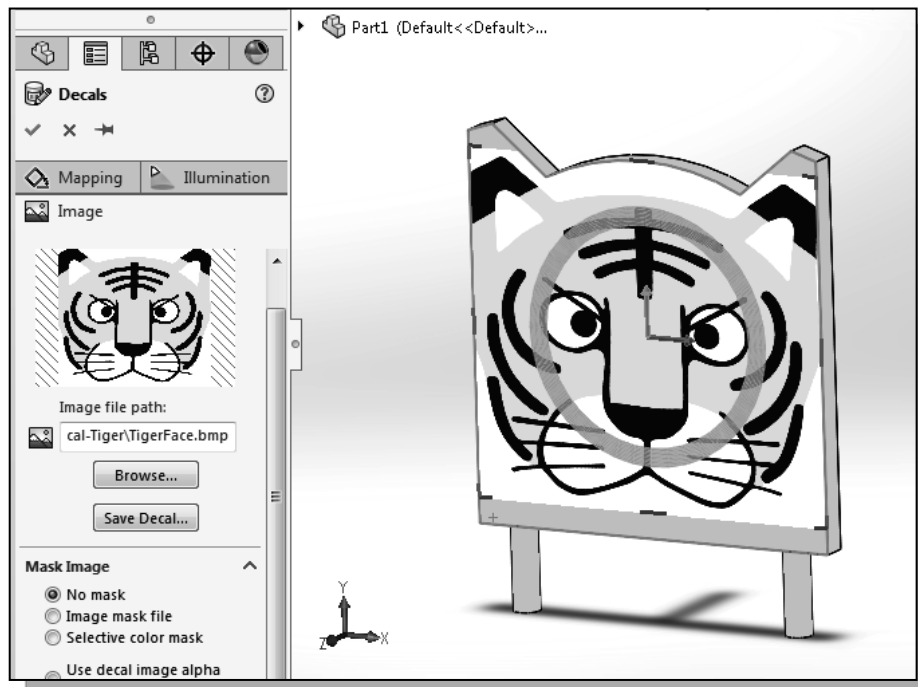 Part1 (Default<<Default>...
Decals
Mapping
Illumination
Image
Image file path:
cal-Tiger\TigerFace.bmp
Browse...
Save Decal...
Mask Image
No mask
Image mask file
Selective color mask
Use decal image alpha
Y
Z
X